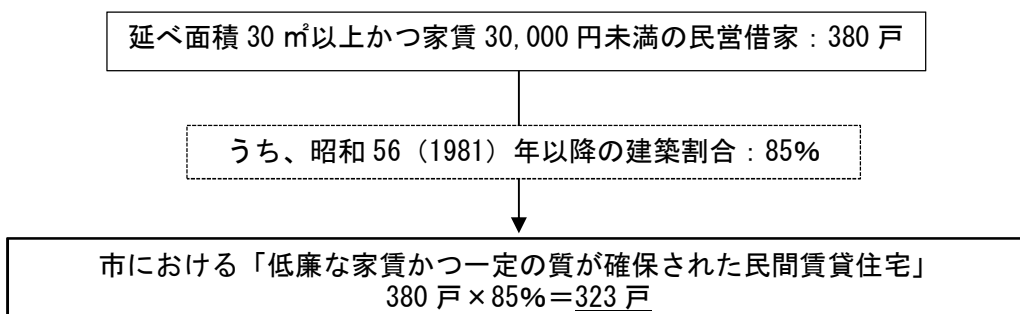 延べ面積 30 ㎡以上かつ家賃 30,000 円未満の民営借家：380 戸
うち、昭和 56（1981）年以降の建築割合：85%
市における「低廉な家賃かつ一定の質が確保された民間賃貸住宅」
380 戸×85%＝323 戸